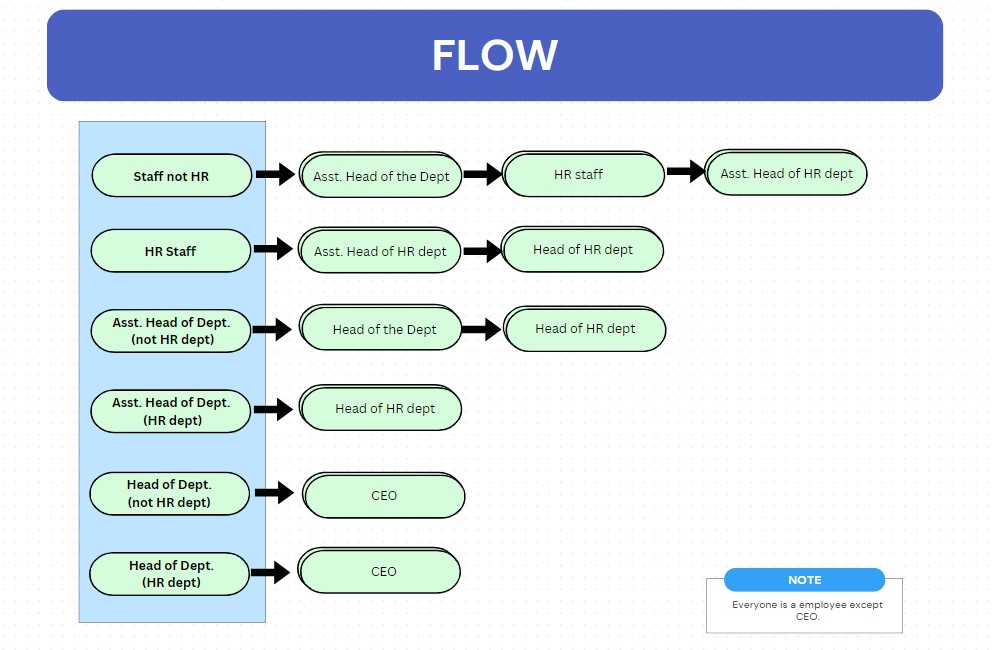 FLOW
Staff not HR
Asst. Head of the Dept
HR staff
Asst. Head of HR dept
HR Staff
Asst. Head of HR dept
Head of HR dept
Asst. Head of Dept.
(not HR dept)
Head of the Dept
Head of HR dept
Asst. Head of Dept.
(HR dept)
Head of HR dept
Head of Dept.
(not HR dept)
CEO
Head of Dept.
(HR dept)
CEO
NOTE
Everyone is a employee except
CEO.